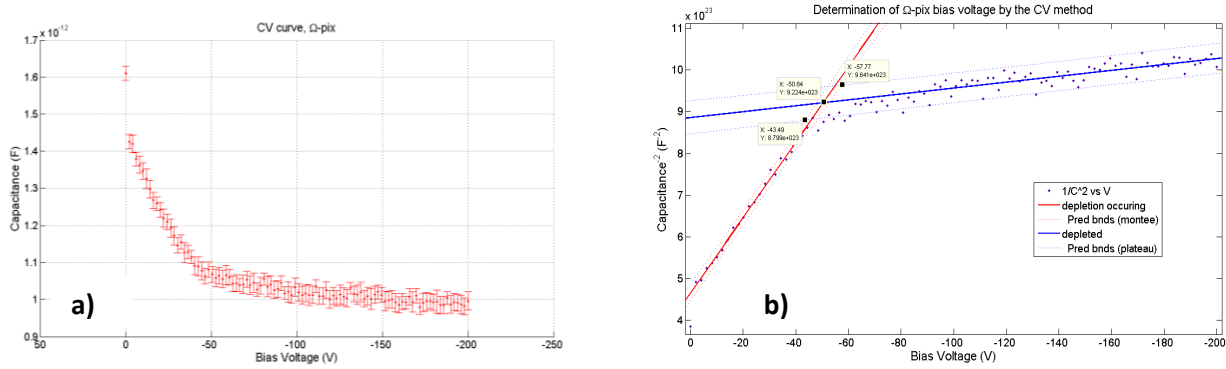 CV curve, Ω-pix
x 10^-12
1.7
1.6
1.5
1.4
1.3
1.2
1.1
1
0.9
Capacitance (F)
50
0
-50
-100
-150
-200
-250
Bias Voltage (V)
a)
Determination of Ω-pix bias voltage by the CV method
x 10^23
11
10
9
8
7
6
5
4
Capacitance^-2 (F^-2)
X: -57.77
Y: 9.641e+023
X: -50.84
Y: 9.224e+023
X: -43.49
Y: 8.799e+023
1/C^2 vs V
depletion occuring
Pred bnds (montee)
depleted
Pred bnds (plateau)
0
-20
-40
-60
-80
-100
-120
-140
-160
-180
-200
Bias Voltage (V)
b)